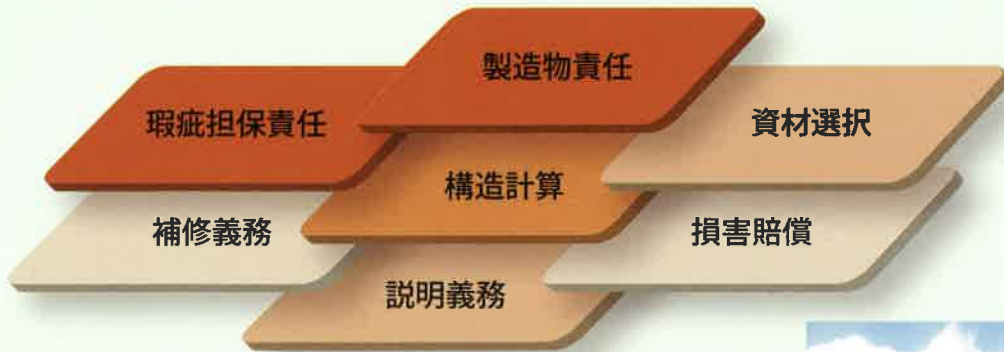 製造物責任
瑕疵担保責任
資材選択
構造計算
補修義務
損害賠償
説明義務